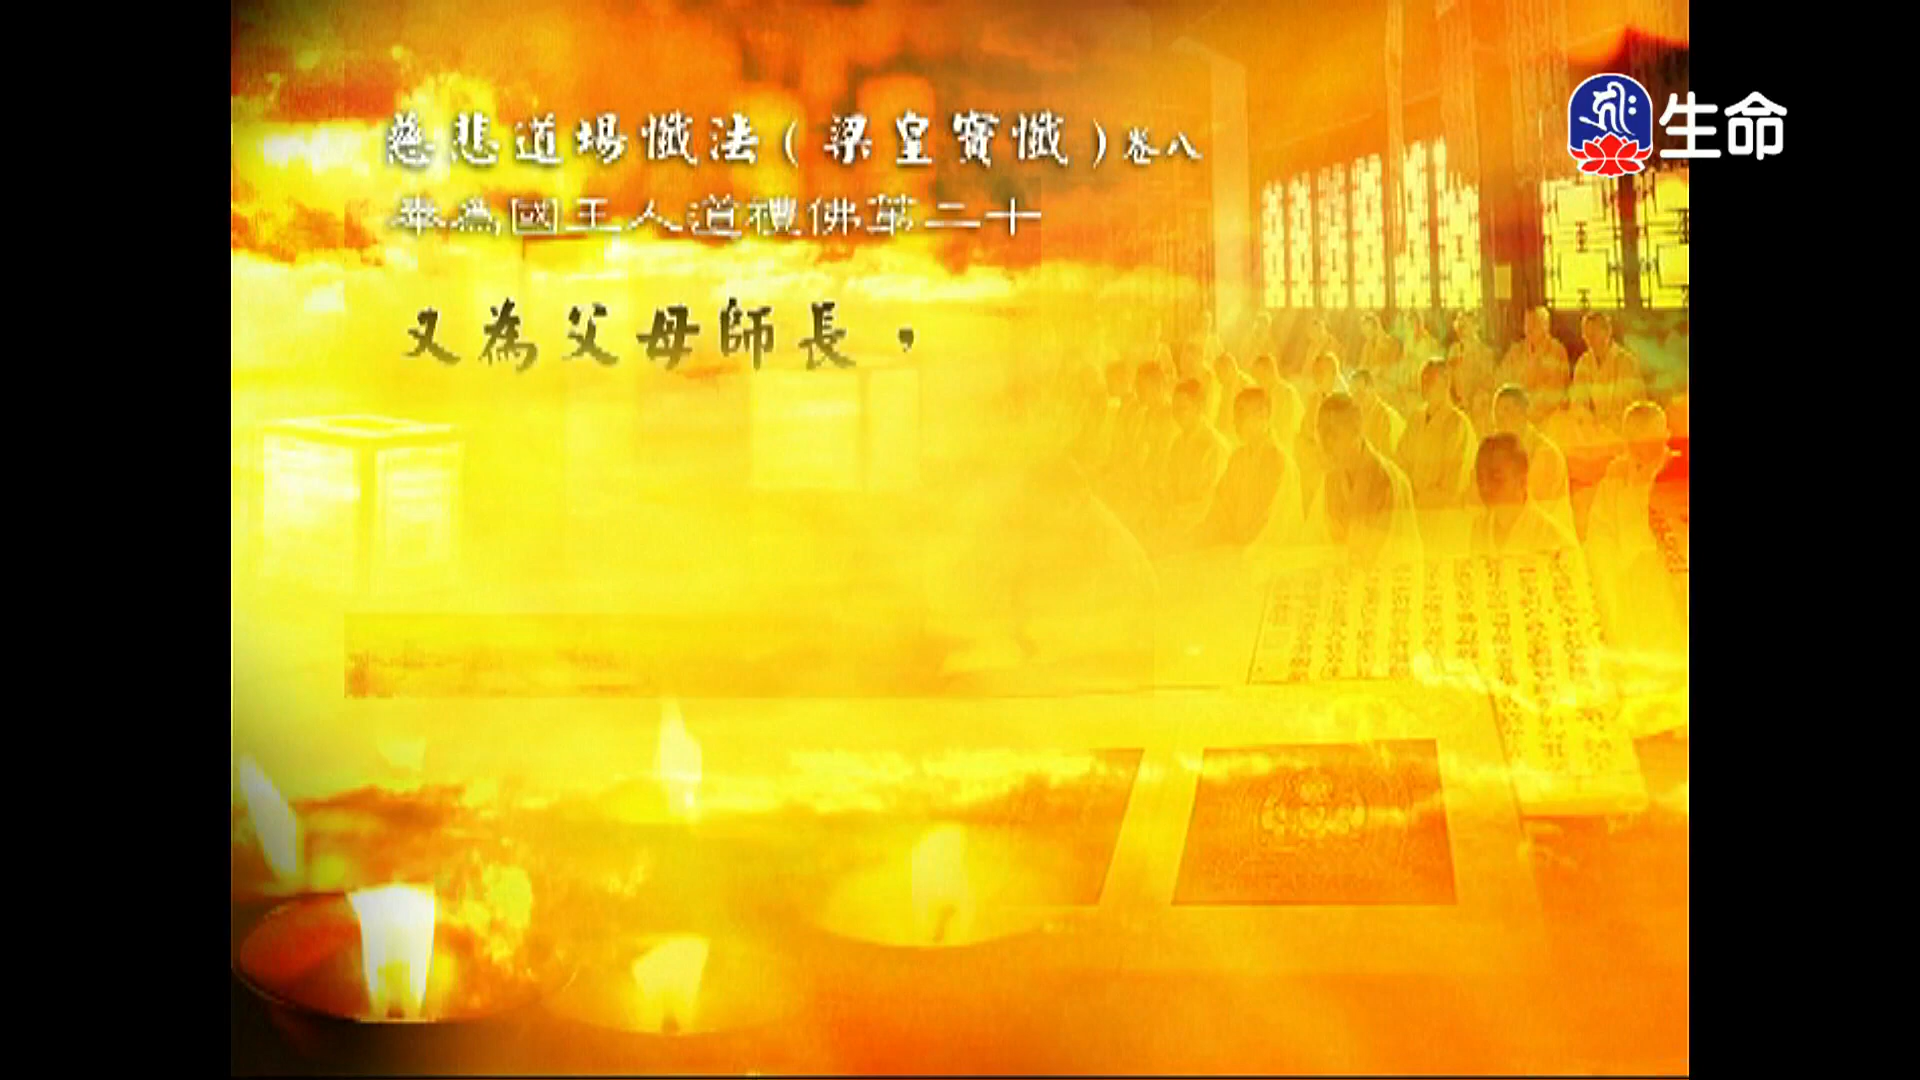 生命
慈悲道場懺法(梁皇寶懺)卷八
奉為國王人道禮佛第二十
又為父母師長，